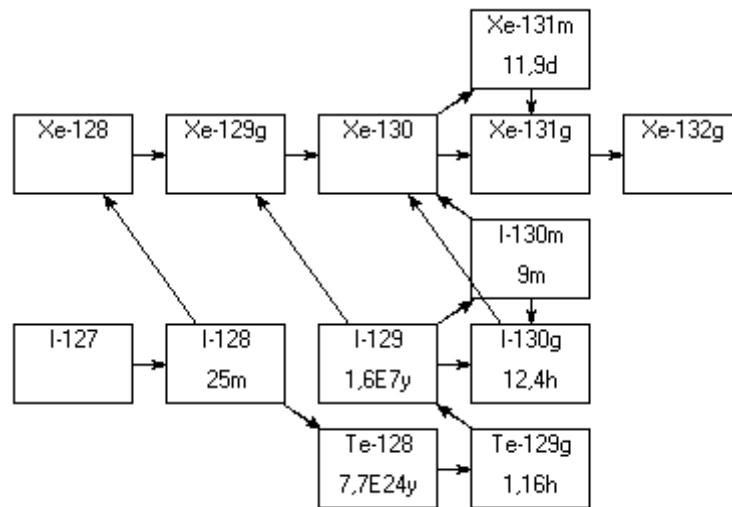 Xe-131m
11,9d
Xe-128
Xe-129g
Xe-130
Xe-131g
Xe-132g
I-130m
9m
I-127
I-128
25m
I-129
1,6E7y
I-130g
12,4h
Te-128
7,7E24y
Te-129g
1,16h